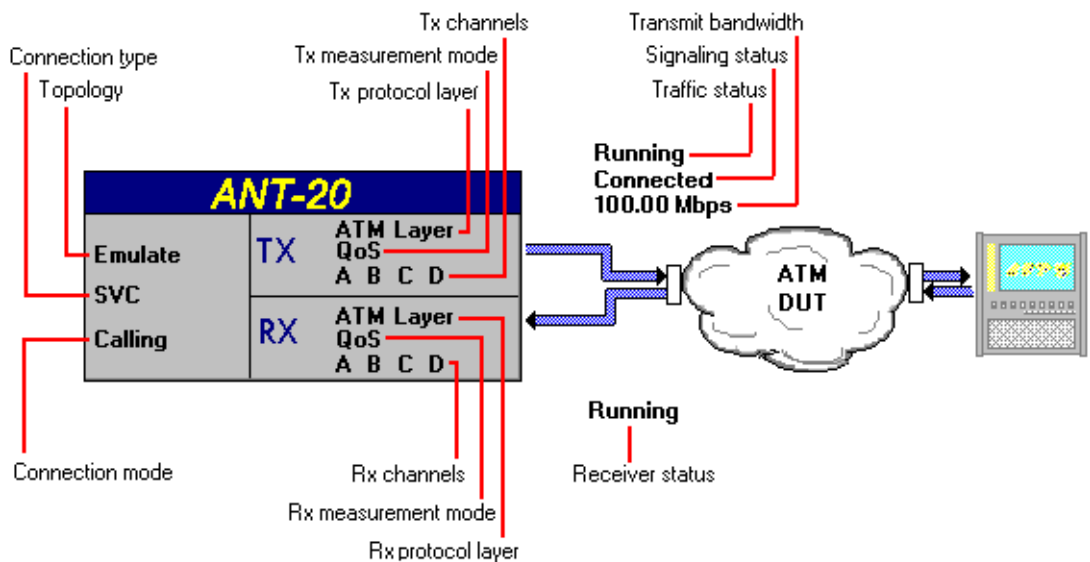 Tx channels
Transmit bandwidth
Tx measurement mode
Signaling status
Connection type
Topology
Tx protocol layer
Traffic status
Running
Connected
100.00 Mbps
ANT-20
Emulate
SVC
Calling
TX
ATM Layer
QoS
A B C D
RX
ATM Layer
QoS
A B C D
ATM
DUT
Running
Connection mode
Rx channels
Receiver status
Rx measurement mode
Rx protocol layer